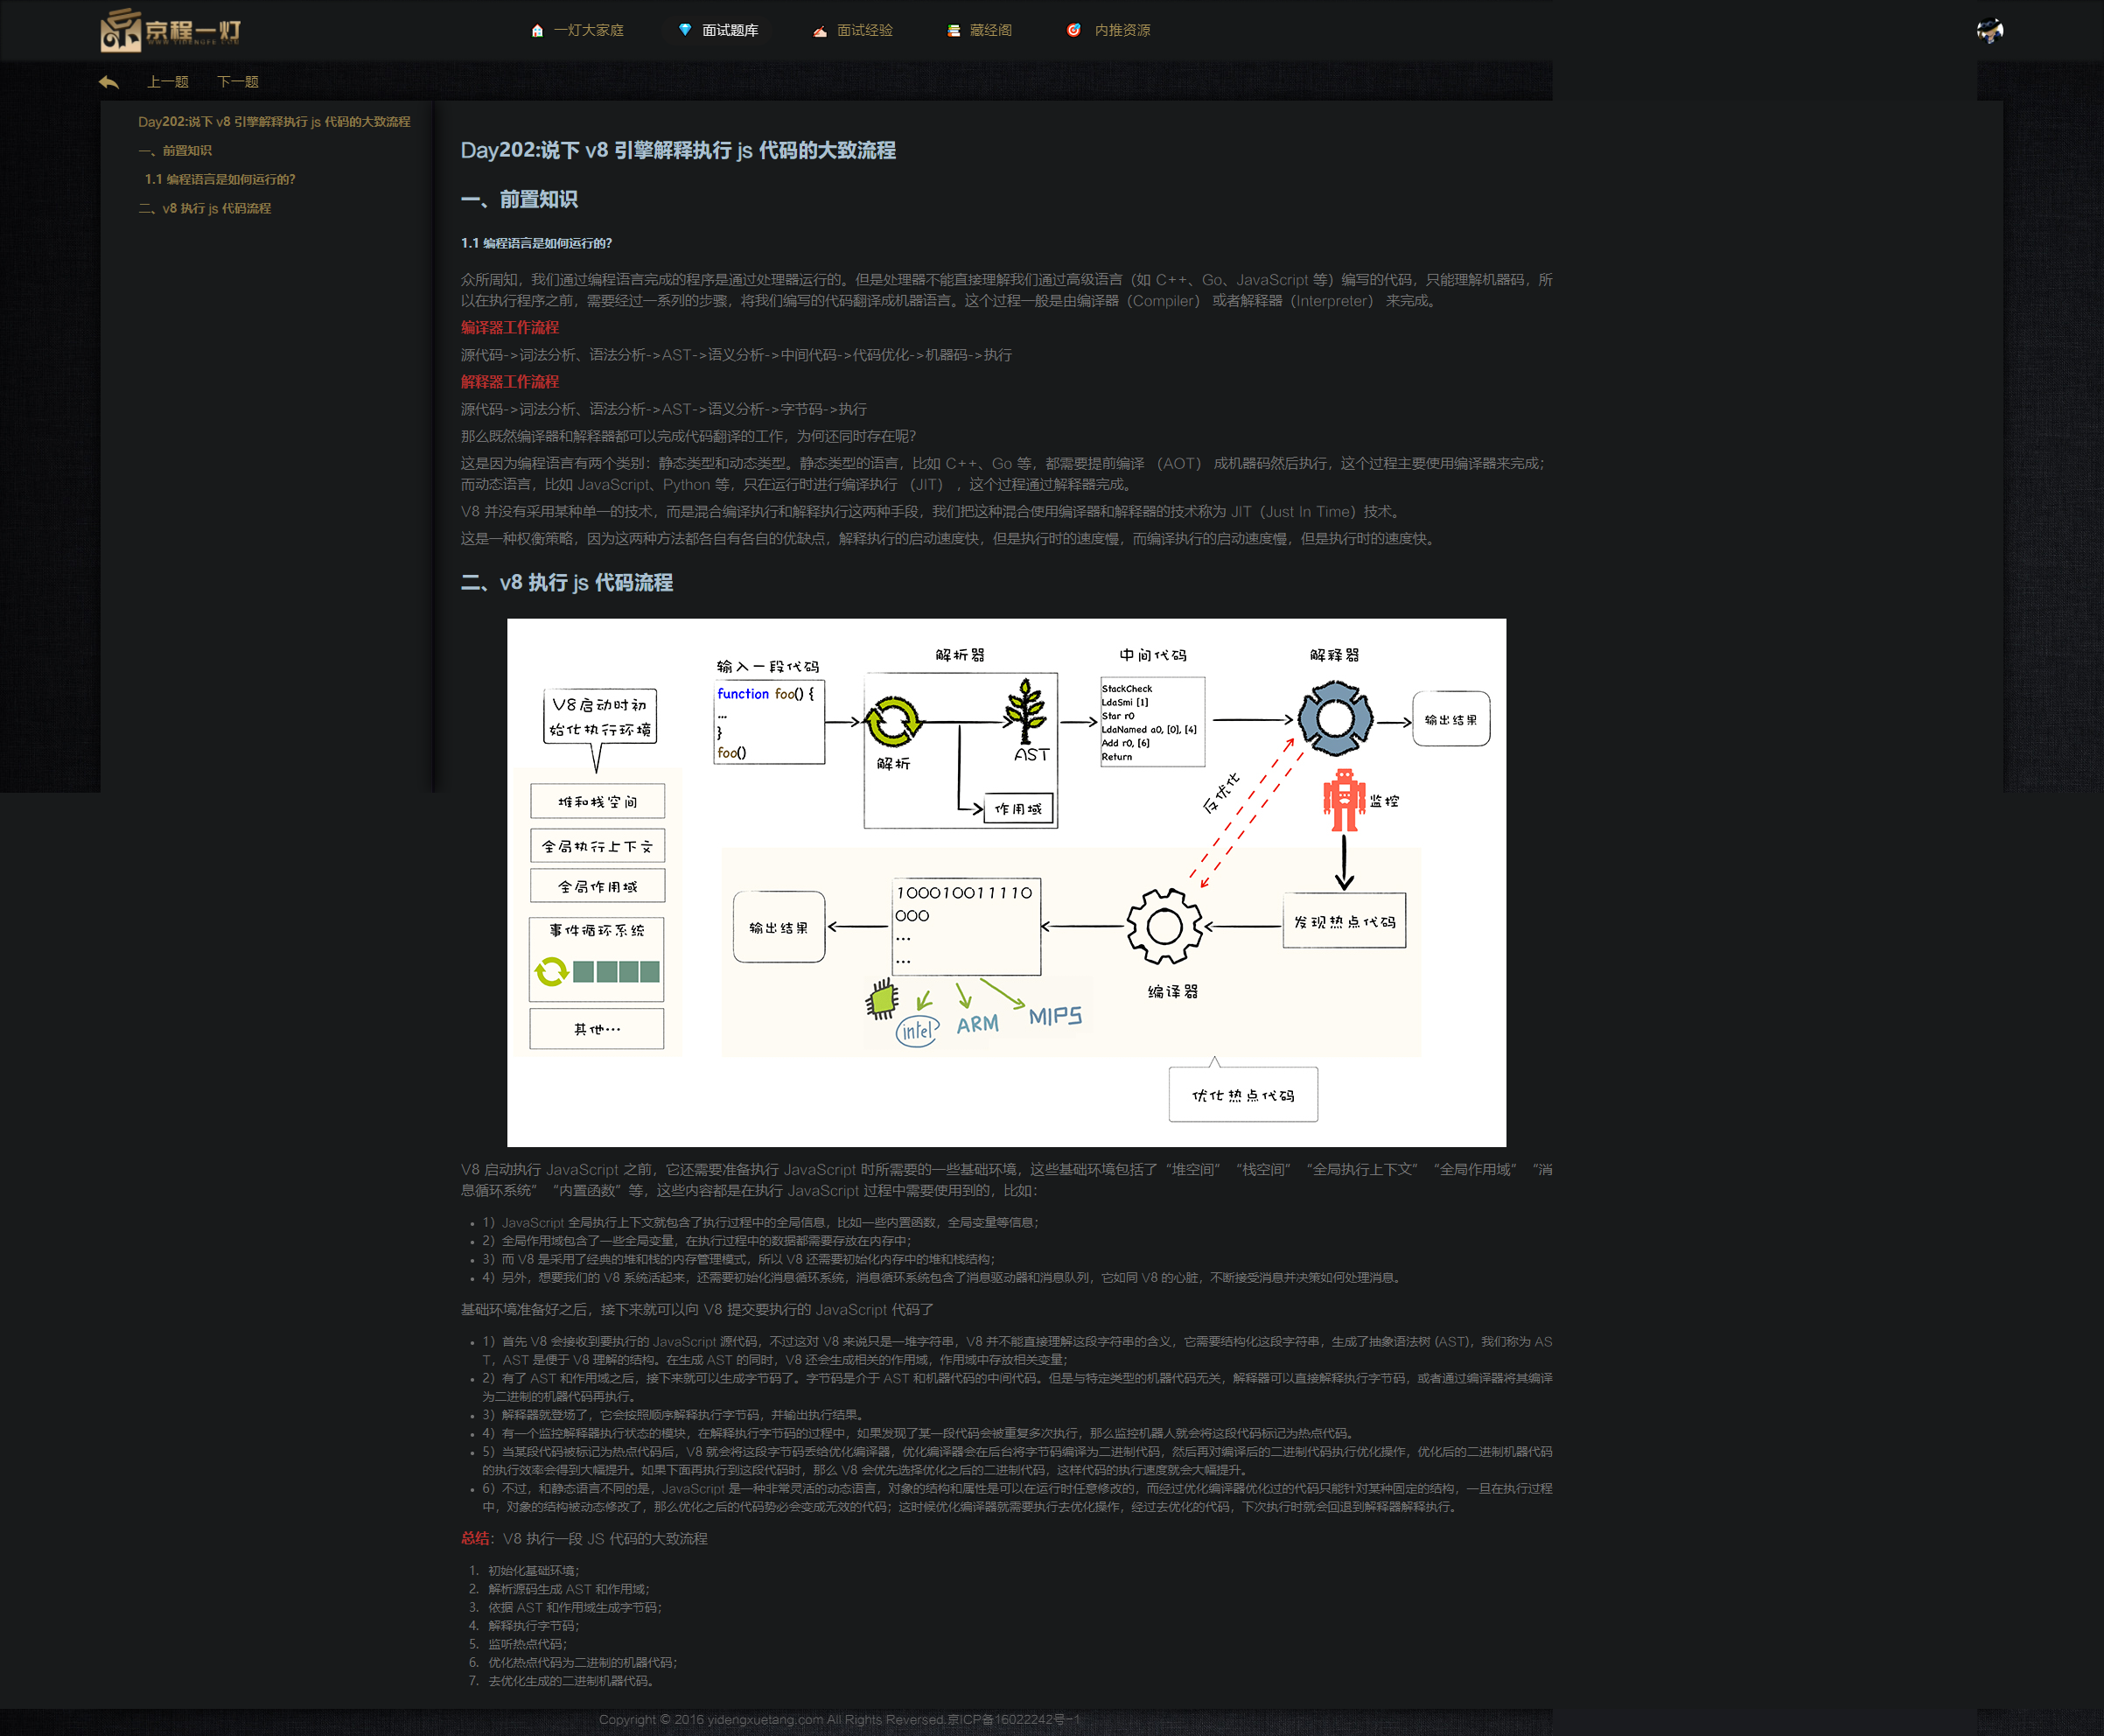 京程一灯
WWW.YIDENGFE.COM
一灯大家庭
面试题库
面试经验
藏经阁
内推资源
上一题
下一题
Day202:说下 v8 引擎解释执行 js 代码的大致流程
一、前置知识
1.1 编程语言是如何运行的?
二、v8 执行 js 代码流程
Day202:说下 v8 引擎解释执行 js 代码的大致流程
一、前置知识
1.1 编程语言是如何运行的?
众所周知，我们通过编程语言完成的程序是通过处理器运行的。但是处理器不能直接理解我们通过高级语言（如 C++、Go、JavaScript 等）编写的代码，只能理解机器码，所
以在执行程序之前，需要经过一系列的步骤，将我们编写的代码翻译成机器语言。这个过程一般是由编译器（Compiler） 或者解释器（Interpreter） 来完成。
编译器工作流程
源代码->词法分析、语法分析->AST->语义分析->中间代码->代码优化->机器码->执行
解释器工作流程
源代码->词法分析、语法分析->AST->语义分析->字节码->执行
那么既然编译器和解释器都可以完成代码翻译的工作，为何还同时存在呢？
这是因为编程语言有两个类别：静态类型和动态类型。静态类型的语言，比如 C++、Go 等，都需要提前编译 （AOT） 成机器码然后执行，这个过程主要使用编译器来完成；
而动态语言，比如 JavaScript、Python 等，只在运行时进行编译执行 （JIT） ，这个过程通过解释器完成。
V8 并没有采用某种单一的技术，而是混合编译执行和解释执行这两种手段，我们把这种混合使用编译器和解释器的技术称为 JIT（Just In Time）技术。
这是一种权衡策略，因为这两种方法都各自有各自的优缺点，解释执行的启动速度快，但是执行时的速度慢，而编译执行的启动速度慢，但是执行时的速度快。
二、v8 执行 js 代码流程
V8启动时初
始化执行环境
堆和栈空间
全局执行上下文
全局作用域
事件循环系统
其他…
输入一段代码
function foo() {
...
}
foo()
解析器
解析
AST
作用域
中间代码
StackCheck
LdaSmi [1]
Star r0
LdaNamed a0, [0], [4]
Add r0, [6]
Return
解释器
输出结果
监控
反优化
发现热点代码
编译器
100010011110
000
...
...
输出结果
intel
ARM
MIPS
优化热点代码
V8 启动执行 JavaScript 之前，它还需要准备执行 JavaScript 时所需要的一些基础环境，这些基础环境包括了“堆空间” “栈空间” “全局执行上下文” “全局作用域” “消
息循环系统” “内置函数”等，这些内容都是在执行 JavaScript 过程中需要使用到的，比如：
1）JavaScript 全局执行上下文就包含了执行过程中的全局信息，比如一些内置函数，全局变量等信息；
2）全局作用域包含了一些全局变量，在执行过程中的数据都需要存放在内存中；
3）而 V8 是采用了经典的堆和栈的内存管理模式，所以 V8 还需要初始化内存中的堆和栈结构；
4）另外，想要我们的 V8 系统活起来，还需要初始化消息循环系统，消息循环系统包含了消息驱动器和消息队列，它如同 V8 的心脏，不断接受消息并决策如何处理消息。
基础环境准备好之后，接下来就可以向 V8 提交要执行的 JavaScript 代码了
1）首先 V8 会接收到要执行的 JavaScript 源代码，不过这对 V8 来说只是一堆字符串，V8 并不能直接理解这段字符串的含义，它需要结构化这段字符串，生成了抽象语法树 (AST)，我们称为 AS
T，AST 是便于 V8 理解的结构。在生成 AST 的同时，V8 还会生成相关的作用域，作用域中存放相关变量；
2）有了 AST 和作用域之后，接下来就可以生成字节码了。字节码是介于 AST 和机器代码的中间代码。但是与特定类型的机器代码无关，解释器可以直接解释执行字节码，或者通过编译器将其编译
为二进制的机器代码再执行。
3）解释器就登场了，它会按照顺序解释执行字节码，并输出执行结果。
4）有一个监控解释器执行状态的模块，在解释执行字节码的过程中，如果发现了某一段代码会被重复多次执行，那么监控机器人就会将这段代码标记为热点代码。
5）当某段代码被标记为热点代码后，V8 就会将这段字节码丢给优化编译器，优化编译器会在后台将字节码编译为二进制代码，然后再对编译后的二进制代码执行优化操作，优化后的二进制机器代码
的执行效率会得到大幅提升。如果下面再执行到这段代码时，那么 V8 会优先选择优化之后的二进制代码，这样代码的执行速度就会大幅提升。
6）不过，和静态语言不同的是，JavaScript 是一种非常灵活的动态语言，对象的结构和属性是可以在运行时任意修改的，而经过优化编译器优化过的代码只能针对某种固定的结构，一旦在执行过程
中，对象的结构被动态修改了，那么优化之后的代码势必会变成无效的代码；这时候优化编译器就需要执行去优化操作，经过去优化的代码，下次执行时就会回退到解释器解释执行。
总结：V8 执行一段 JS 代码的大致流程
1. 初始化基础环境；
2. 解析源码生成 AST 和作用域；
3. 依据 AST 和作用域生成字节码；
4. 解释执行字节码；
5. 监听热点代码；
6. 优化热点代码为二进制的机器代码；
7. 去优化生成的二进制机器代码。
Copyright © 2016 yidengxuetang.com All Rights Reversed.京ICP备16022242号-1